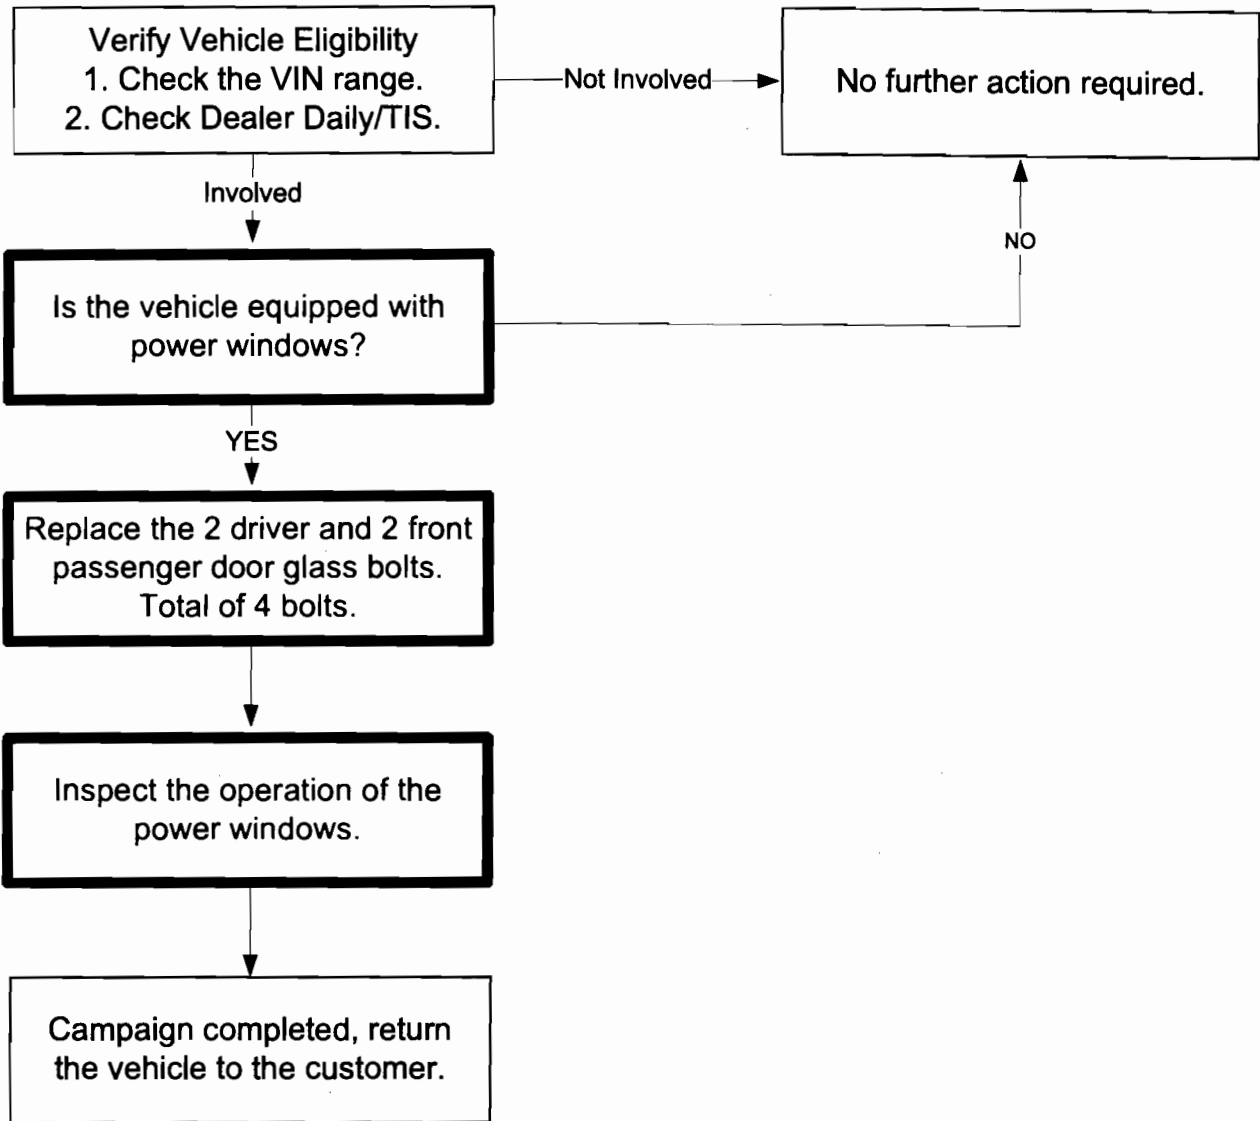 Verify Vehicle Eligibility
1. Check the VIN range.
2. Check Dealer Daily/TIS.
Not Involved
No further action required.
Involved
NO
Is the vehicle equipped with
power windows?
YES
Replace the 2 driver and 2 front
passenger door glass bolts.
Total of 4 bolts.
Inspect the operation of the
power windows.
Campaign completed, return
the vehicle to the customer.